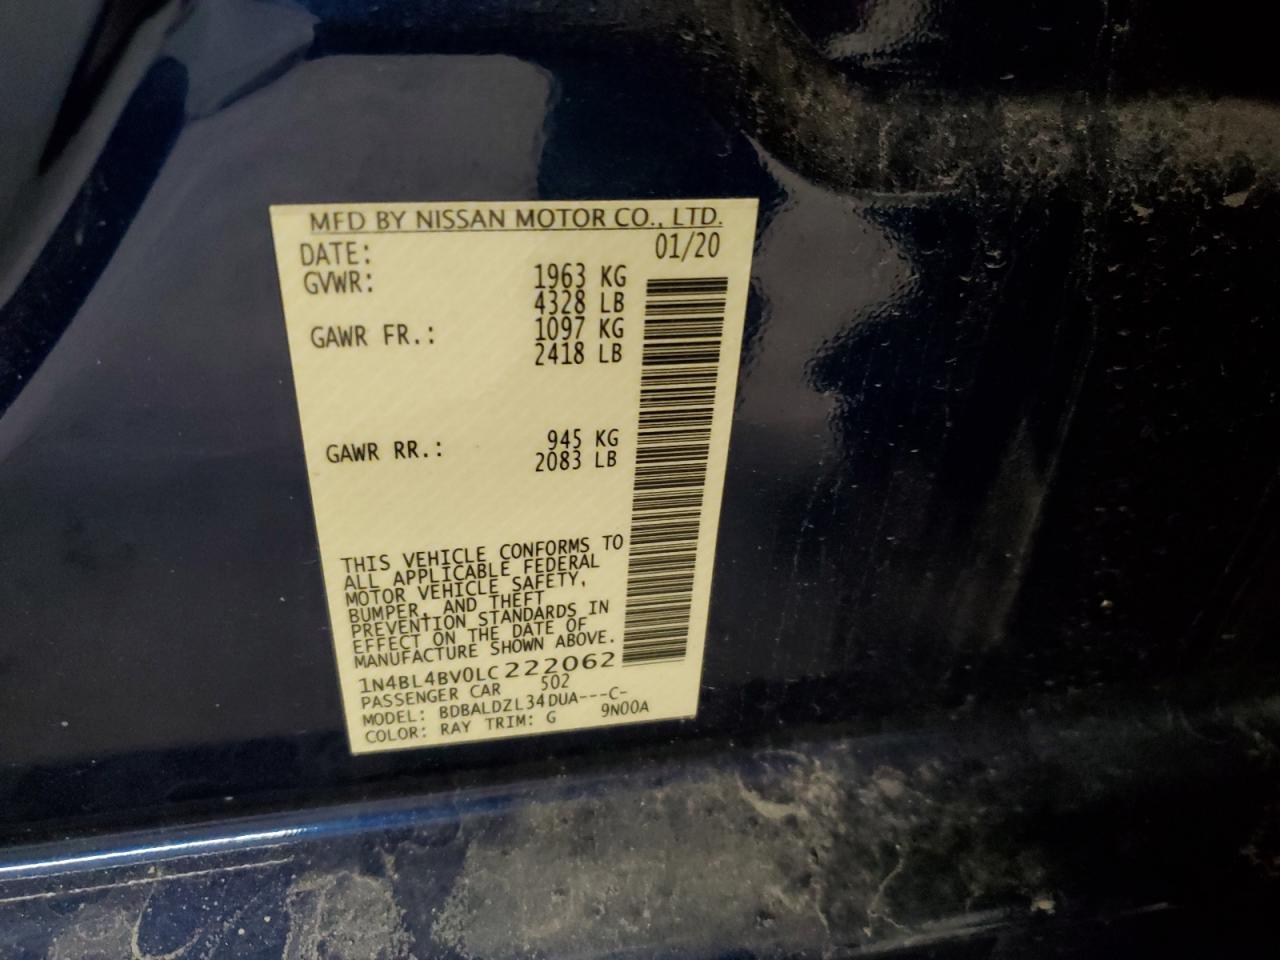 MFD BY NISSAN MOTOR CO., LTD.
DATE: 01/20
GVWR: 1963 KG
4328 LB
GAWR FR.: 1097 KG
2418 LB
GAWR RR.: 945 KG
2083 LB
THIS VEHICLE CONFORMS TO
ALL APPLICABLE FEDERAL
MOTOR VEHICLE SAFETY,
BUMPER, AND THEFT
PREVENTION STANDARDS IN
EFFECT ON THE DATE OF
MANUFACTURE SHOWN ABOVE.
1N4BL4BV0LC222062
PASSENGER CAR 502
MODEL: BDBALDZL34DUA---C-
COLOR: RAY TRIM: G 9N00A